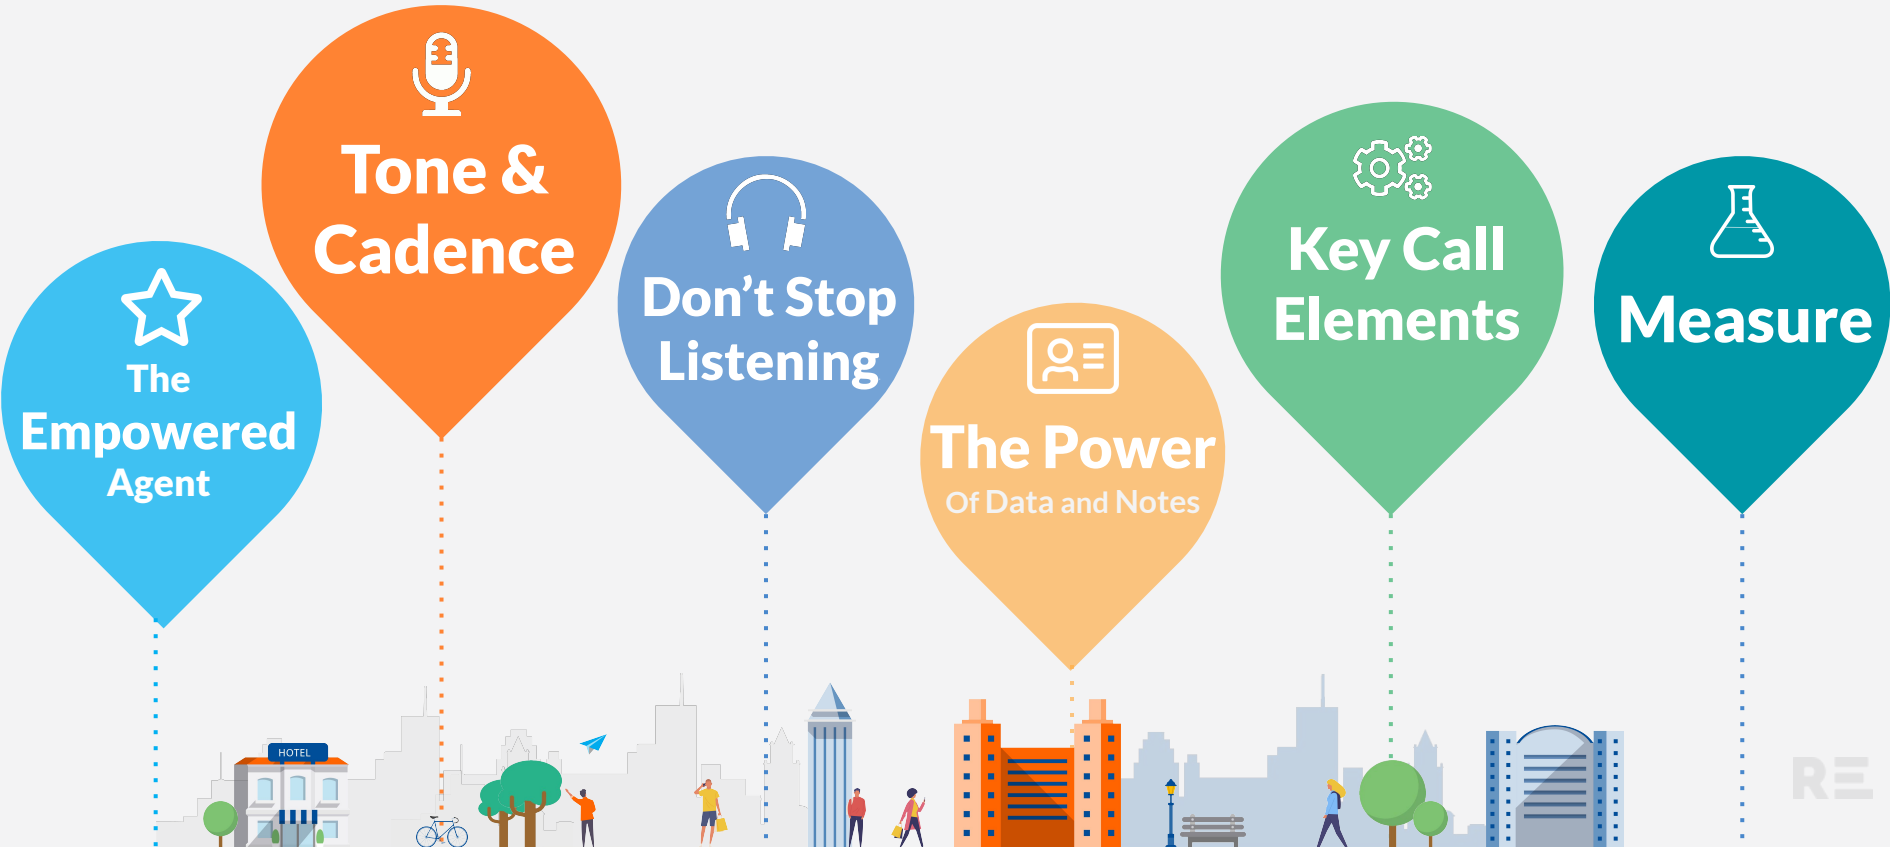 The
Empowered
Agent
Tone &
Cadence
Don’t Stop
Listening
The Power
Of Data and Notes
Key Call
Elements
Measure
HOTEL
RE